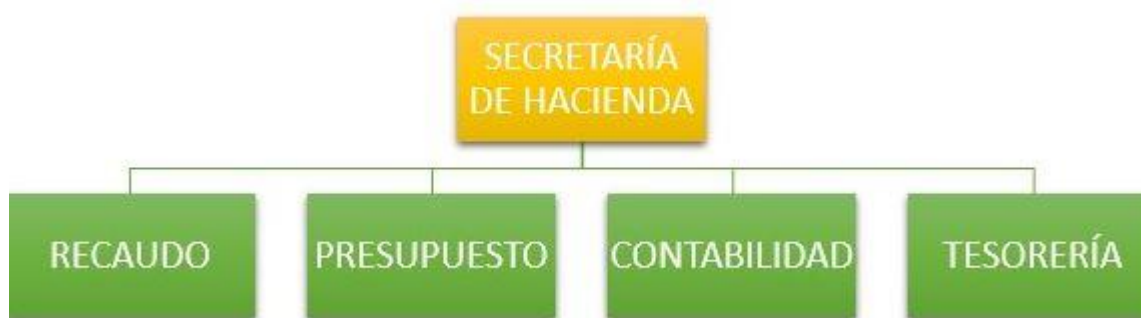 SECRETARÍA
DE HACIENDA
RECAUDO
PRESUPUESTO
CONTABILIDAD
TESORERÍA